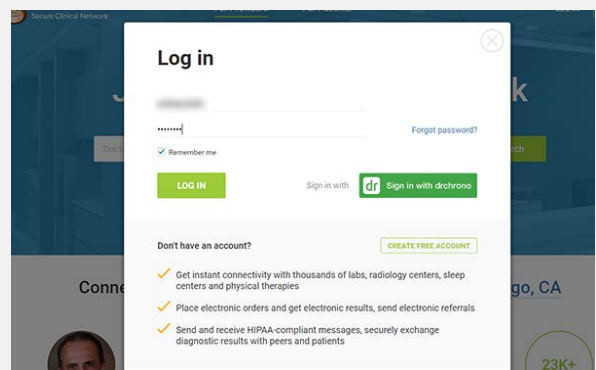 Secure Clinical Network
Log in
J
k
Forgot password?
Remember me
LOG IN
Sign in with
dr Sign in with drchrono
Don't have an account?
CREATE FREE ACCOUNT
Get instant connectivity with thousands of labs, radiology centers, sleep
centers and physical therapies
Place electronic orders and get electronic results, send electronic referrals
Send and receive HIPAA-compliant messages, securely exchange
diagnostic results with peers and patients
Conne
go, CA
23K+